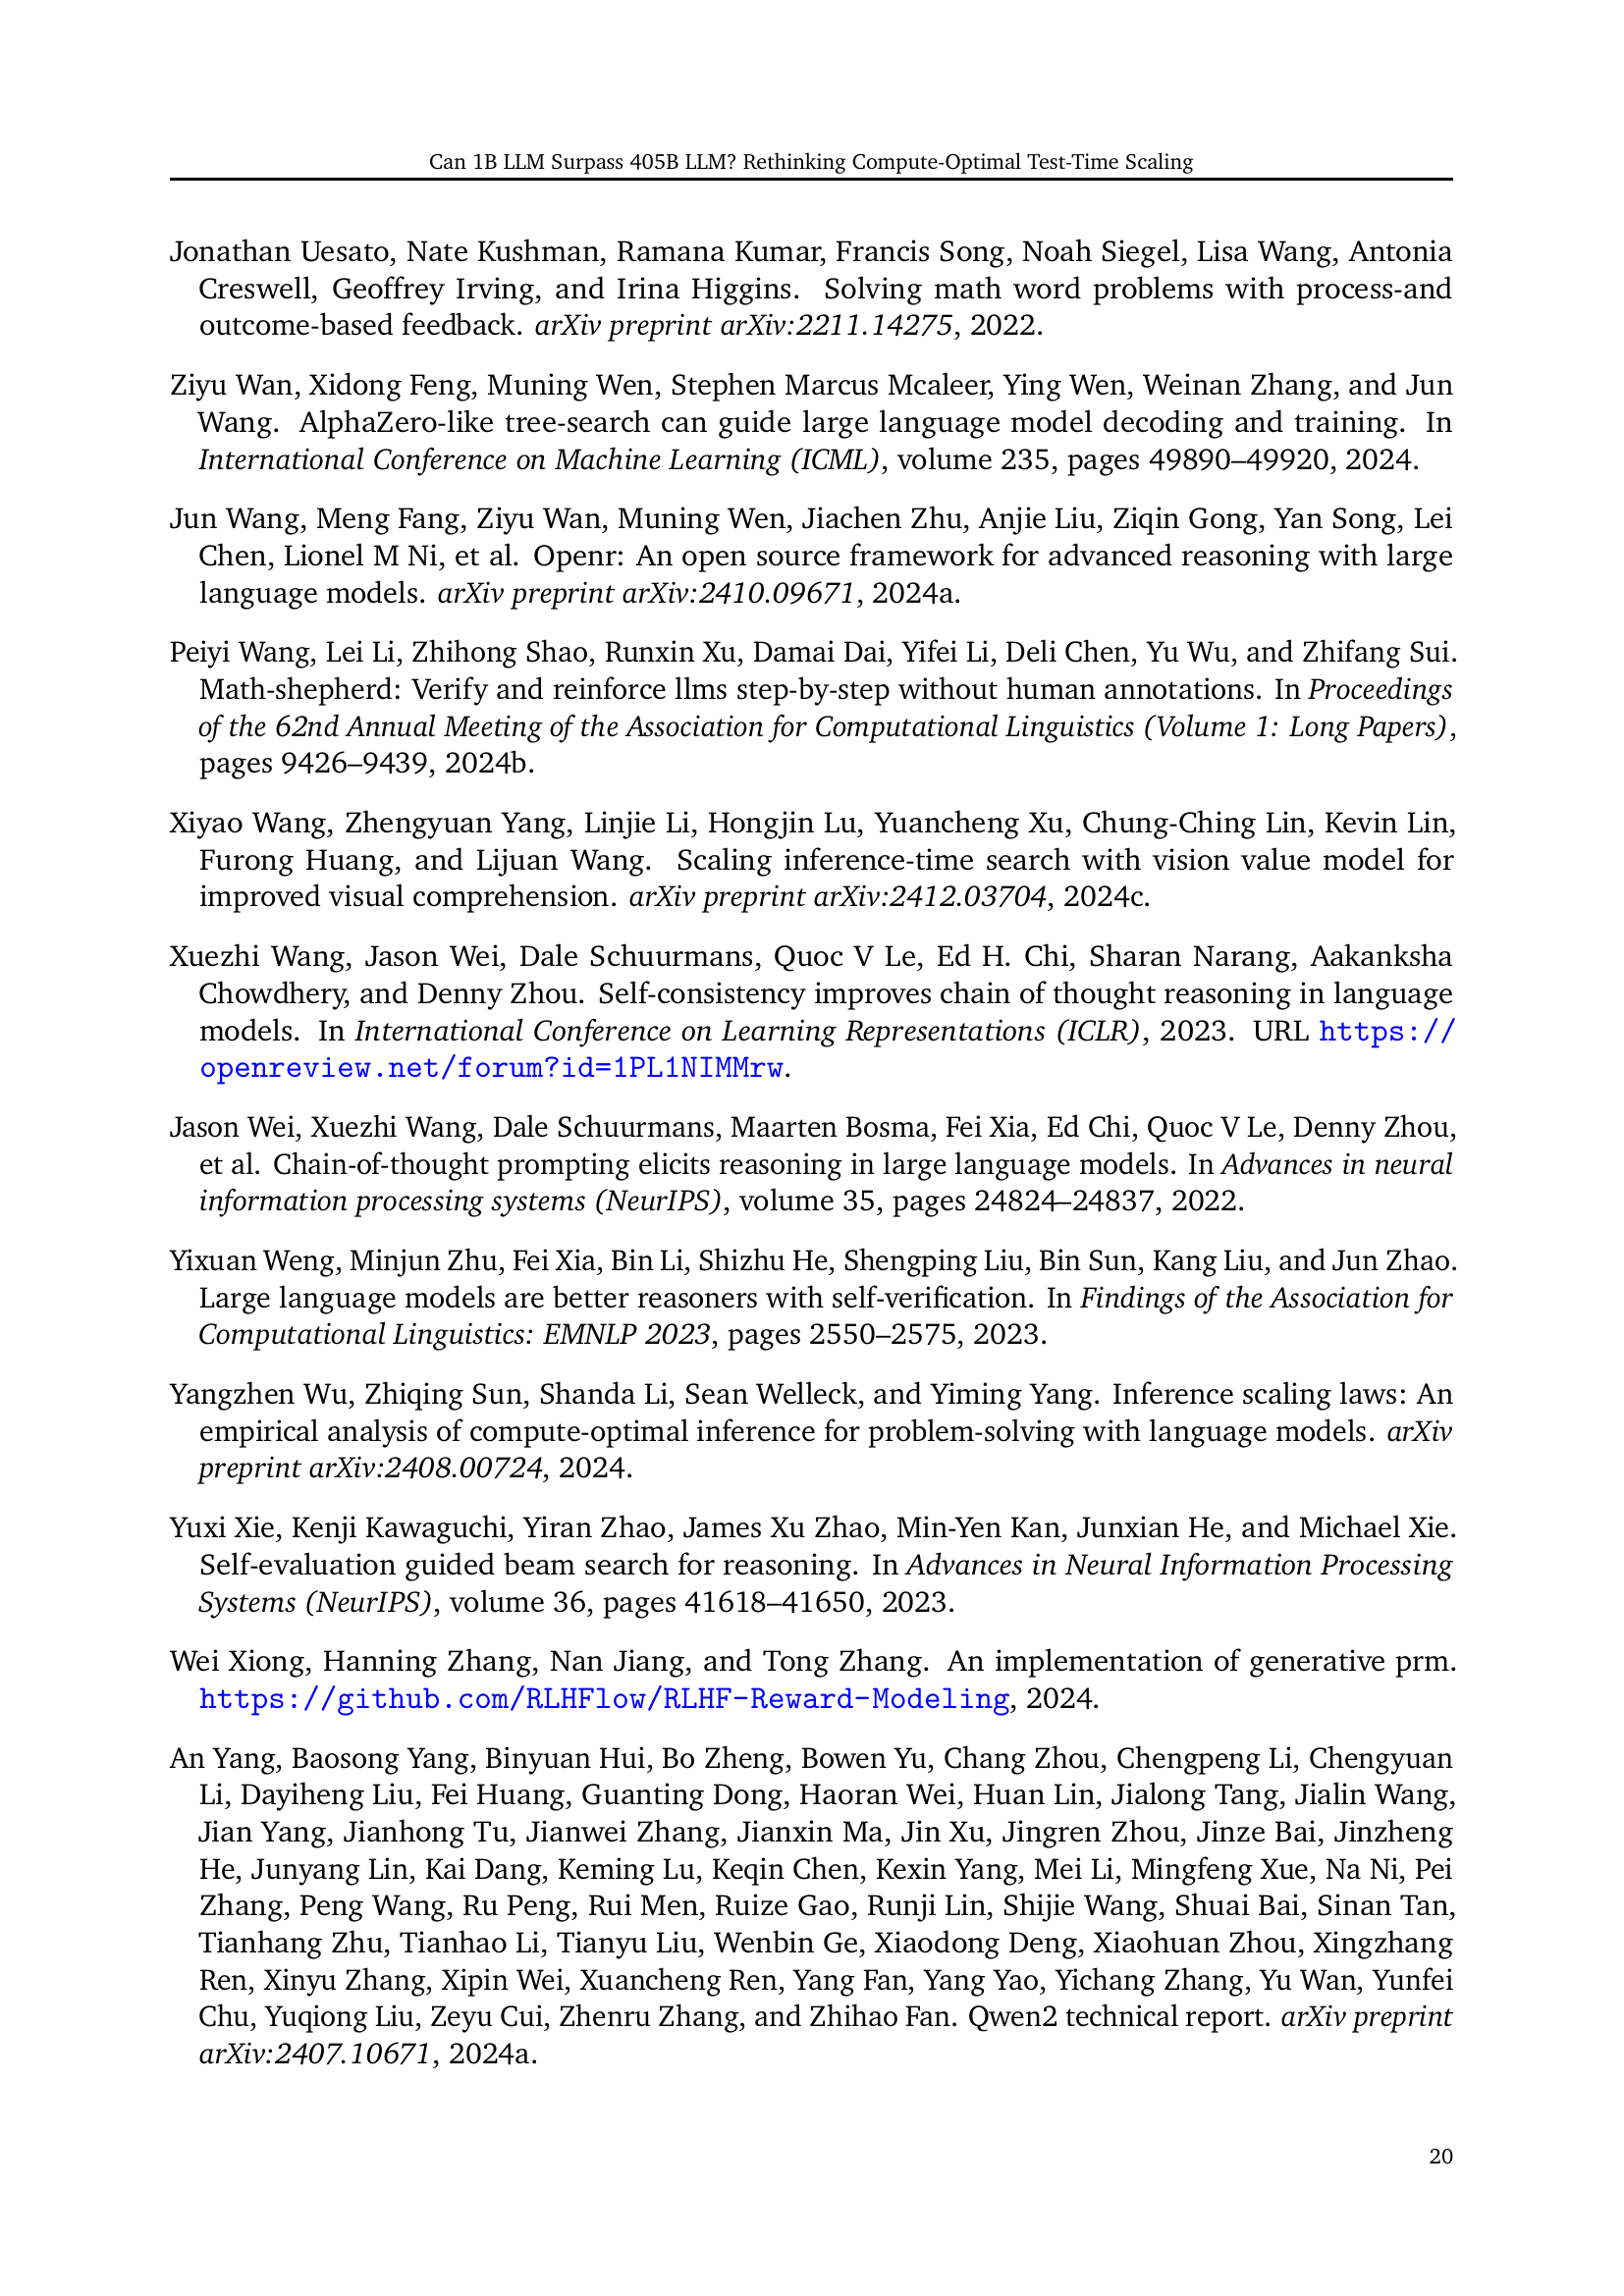 Can 1B LLM Surpass 405B LLM? Rethinking Compute-Optimal Test-Time Scaling
Jonathan Uesato, Nate Kushman, Ramana Kumar, Francis Song, Noah Siegel, Lisa Wang, Antonia
Creswell, Geoffrey Irving, and Irina Higgins. Solving math word problems with process-and
outcome-based feedback. arXiv preprint arXiv:2211.14275, 2022.
Ziyu Wan, Xidong Feng, Muning Wen, Stephen Marcus Mcaleer, Ying Wen, Weinan Zhang, and Jun
Wang. AlphaZero-like tree-search can guide large language model decoding and training. In
International Conference on Machine Learning (ICML), volume 235, pages 49890–49920, 2024.
Jun Wang, Meng Fang, Ziyu Wan, Muning Wen, Jiachen Zhu, Anjie Liu, Ziqin Gong, Yan Song, Lei
Chen, Lionel M Ni, et al. Openr: An open source framework for advanced reasoning with large
language models. arXiv preprint arXiv:2410.09671, 2024a.
Peiyi Wang, Lei Li, Zhihong Shao, Runxin Xu, Damai Dai, Yifei Li, Deli Chen, Yu Wu, and Zhifang Sui.
Math-shepherd: Verify and reinforce llms step-by-step without human annotations. In Proceedings
of the 62nd Annual Meeting of the Association for Computational Linguistics (Volume 1: Long Papers),
pages 9426–9439, 2024b.
Xiyao Wang, Zhengyuan Yang, Linjie Li, Hongjin Lu, Yuancheng Xu, Chung-Ching Lin, Kevin Lin,
Furong Huang, and Lijuan Wang. Scaling inference-time search with vision value model for
improved visual comprehension. arXiv preprint arXiv:2412.03704, 2024c.
Xuezhi Wang, Jason Wei, Dale Schuurmans, Quoc V Le, Ed H. Chi, Sharan Narang, Aakanksha
Chowdhery, and Denny Zhou. Self-consistency improves chain of thought reasoning in language
models. In International Conference on Learning Representations (ICLR), 2023. URL https://
openreview.net/forum?id=1PL1NIMMrw.
Jason Wei, Xuezhi Wang, Dale Schuurmans, Maarten Bosma, Fei Xia, Ed Chi, Quoc V Le, Denny Zhou,
et al. Chain-of-thought prompting elicits reasoning in large language models. In Advances in neural
information processing systems (NeurIPS), volume 35, pages 24824–24837, 2022.
Yixuan Weng, Minjun Zhu, Fei Xia, Bin Li, Shizhu He, Shengping Liu, Bin Sun, Kang Liu, and Jun Zhao.
Large language models are better reasoners with self-verification. In Findings of the Association for
Computational Linguistics: EMNLP 2023, pages 2550–2575, 2023.
Yangzhen Wu, Zhiqing Sun, Shanda Li, Sean Welleck, and Yiming Yang. Inference scaling laws: An
empirical analysis of compute-optimal inference for problem-solving with language models. arXiv
preprint arXiv:2408.00724, 2024.
Yuxi Xie, Kenji Kawaguchi, Yiran Zhao, James Xu Zhao, Min-Yen Kan, Junxian He, and Michael Xie.
Self-evaluation guided beam search for reasoning. In Advances in Neural Information Processing
Systems (NeurIPS), volume 36, pages 41618–41650, 2023.
Wei Xiong, Hanning Zhang, Nan Jiang, and Tong Zhang. An implementation of generative prm.
https://github.com/RLHFlow/RLHF-Reward-Modeling, 2024.
An Yang, Baosong Yang, Binyuan Hui, Bo Zheng, Bowen Yu, Chang Zhou, Chengpeng Li, Chengyuan
Li, Dayiheng Liu, Fei Huang, Guanting Dong, Haoran Wei, Huan Lin, Jialong Tang, Jialin Wang,
Jian Yang, Jianhong Tu, Jianwei Zhang, Jianxin Ma, Jin Xu, Jingren Zhou, Jinze Bai, Jinzheng
He, Junyang Lin, Kai Dang, Keming Lu, Keqin Chen, Kexin Yang, Mei Li, Mingfeng Xue, Na Ni, Pei
Zhang, Peng Wang, Ru Peng, Rui Men, Ruize Gao, Runji Lin, Shijie Wang, Shuai Bai, Sinan Tan,
Tianhang Zhu, Tianhao Li, Tianyu Liu, Wenbin Ge, Xiaodong Deng, Xiaohuan Zhou, Xingzhang
Ren, Xinyu Zhang, Xipin Wei, Xuancheng Ren, Yang Fan, Yang Yao, Yichang Zhang, Yu Wan, Yunfei
Chu, Yuqiong Liu, Zeyu Cui, Zhenru Zhang, and Zhihao Fan. Qwen2 technical report. arXiv preprint
arXiv:2407.10671, 2024a.
20